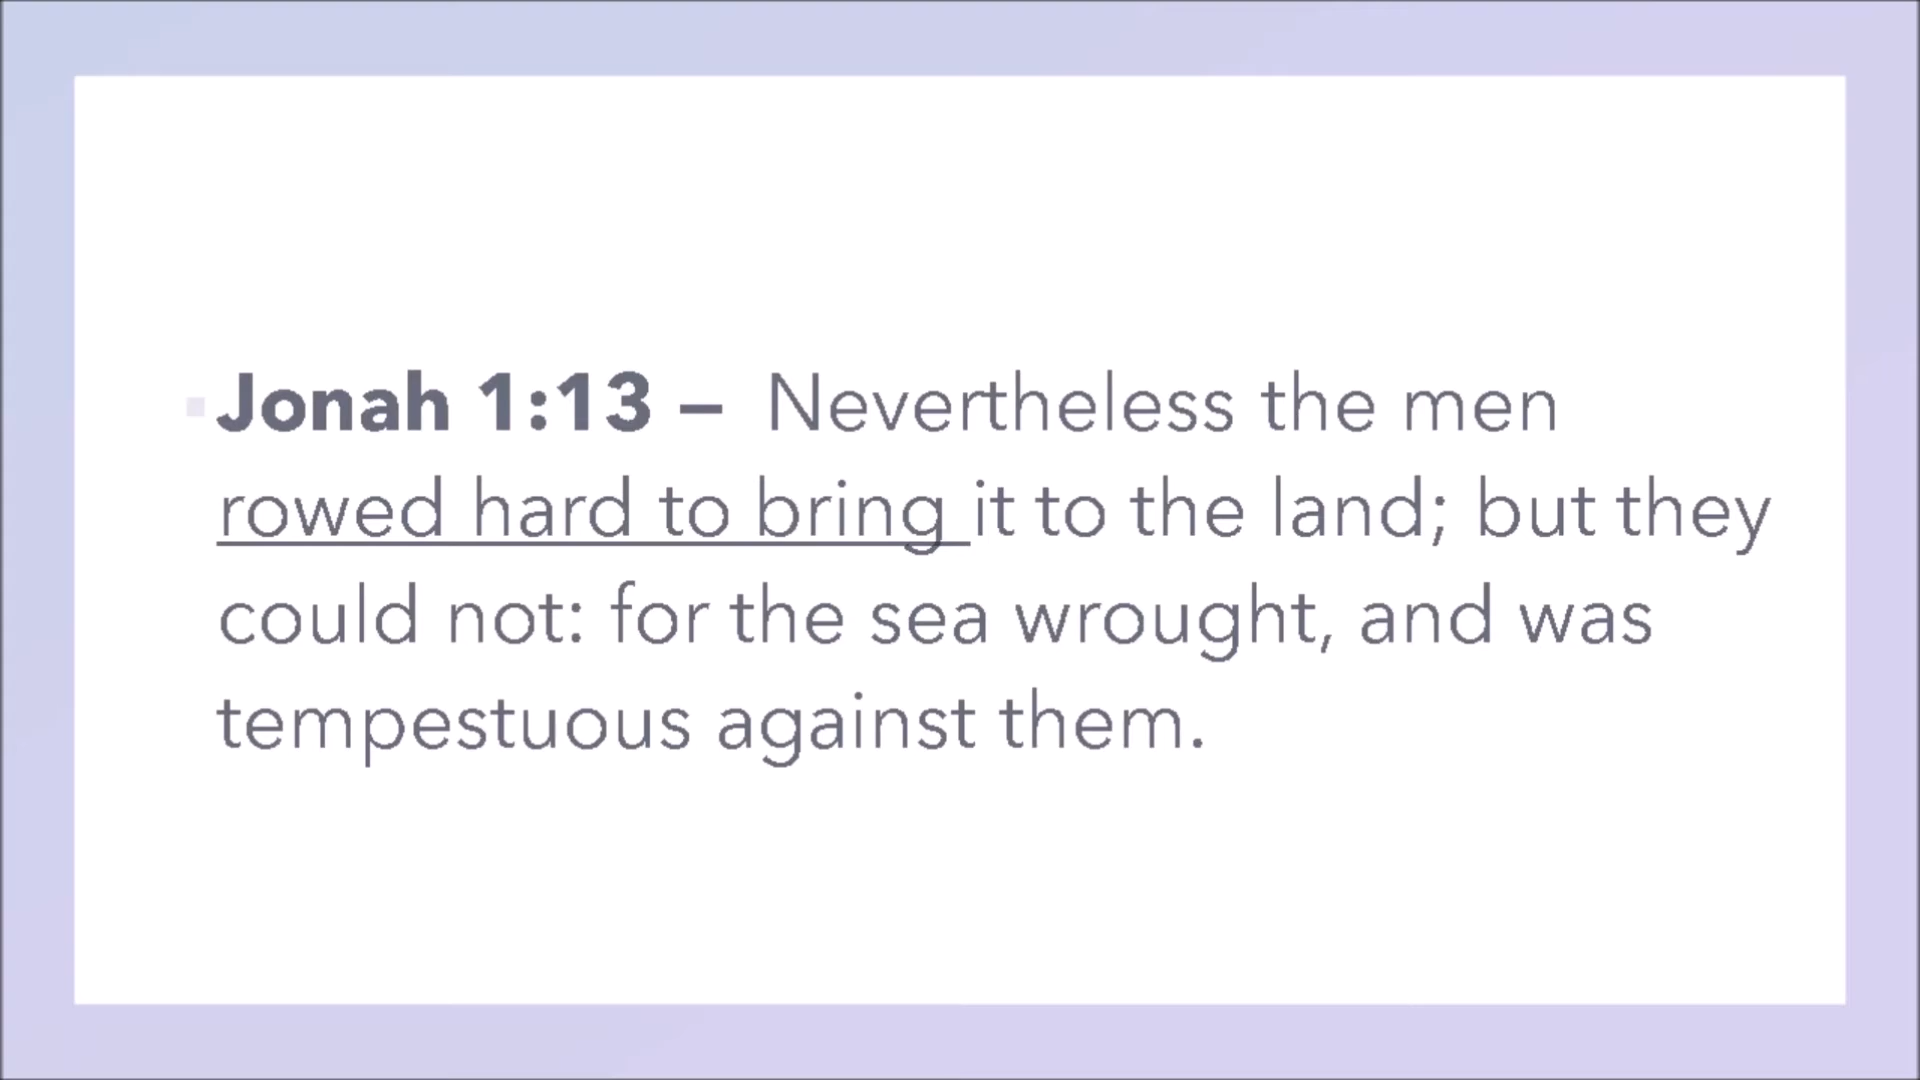 Jonah 1:13 – Nevertheless the men
rowed hard to bring it to the land; but they
could not: for the sea wrought, and was
tempestuous against them.